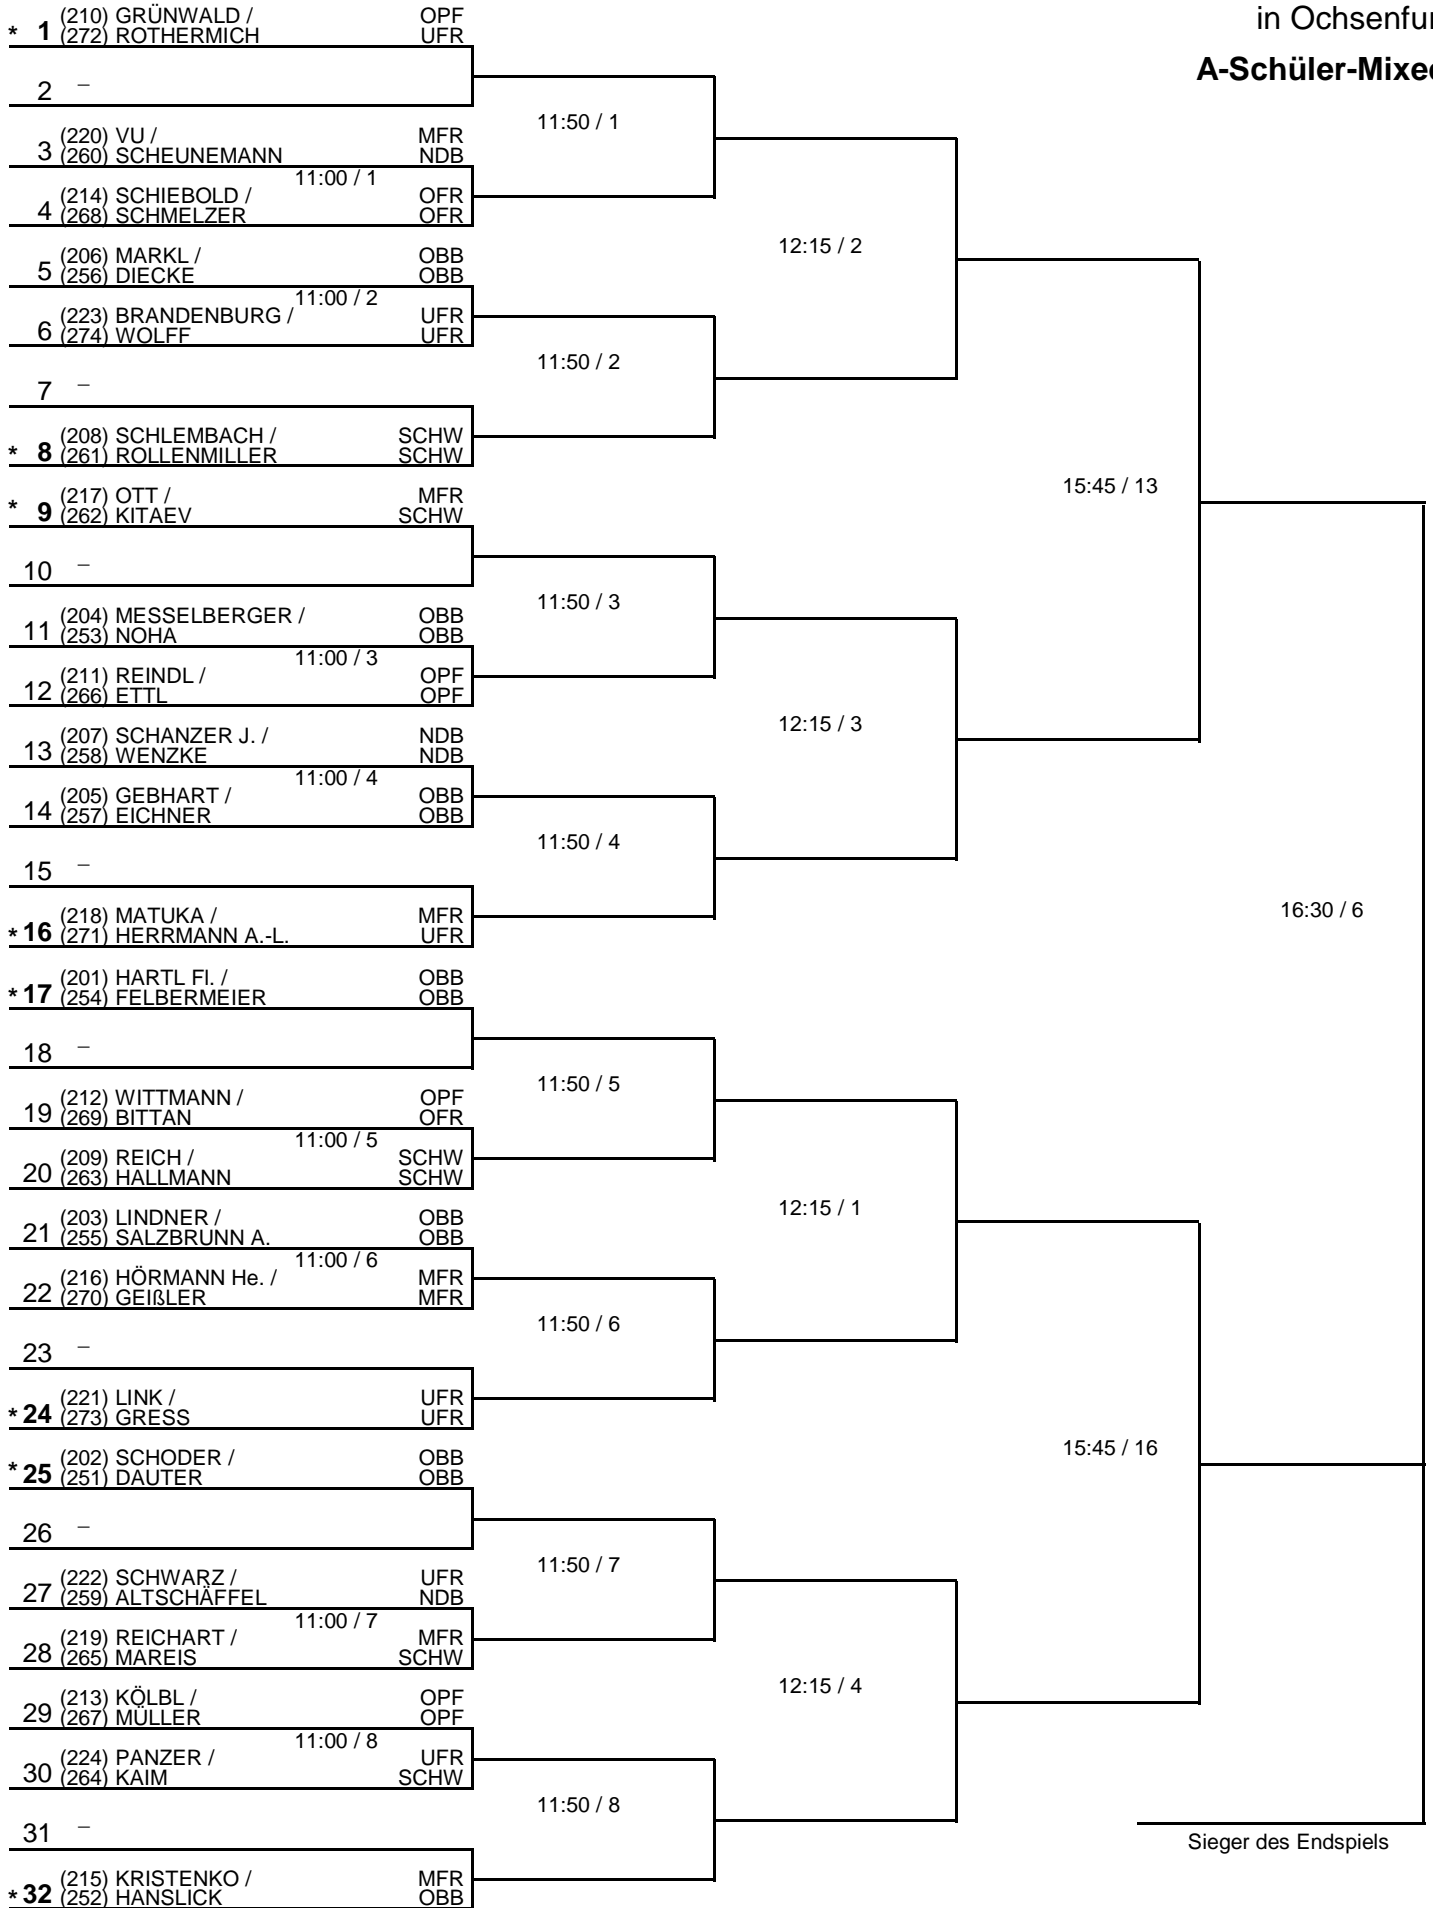 in Ochsenfur
A-Schüler-Mixed
* 1 (210) GRÜNWALD / OPF
(272) ROTHERMICH UFR
2 –
11:50 / 1
3 (220) VU / MFR
(260) SCHEUNEMANN NDB
11:00 / 1
4 (214) SCHIEBOLD / OFR
(268) SCHMELZER OFR
12:15 / 2
5 (206) MARKL / OBB
(256) DIECKE OBB
11:00 / 2
6 (223) BRANDENBURG / UFR
(274) WOLFF UFR
11:50 / 2
7 –
* 8 (208) SCHLEMBACH / SCHW
(261) ROLLENMILLER SCHW
15:45 / 13
* 9 (217) OTT / MFR
(262) KITAEV SCHW
10 –
11:50 / 3
11 (204) MESSELBERGER / OBB
(253) NOHA OBB
11:00 / 3
12 (211) REINDL / OPF
(266) ETTL OPF
12:15 / 3
13 (207) SCHANZER J. / NDB
(258) WENZKE NDB
11:00 / 4
14 (205) GEBHART / OBB
(257) EICHNER OBB
11:50 / 4
15 –
16:30 / 6
* 16 (218) MATUKA / MFR
(271) HERRMANN A.-L. UFR
* 17 (201) HARTL Fl. / OBB
(254) FELBERMEIER OBB
18 –
11:50 / 5
19 (212) WITTMANN / OPF
(269) BITTAN OFR
11:00 / 5
20 (209) REICH / SCHW
(263) HALLMANN SCHW
12:15 / 1
21 (203) LINDNER / OBB
(255) SALZBRUNN A. OBB
11:00 / 6
22 (216) HÖRMANN He. / MFR
(270) GEIßLER MFR
11:50 / 6
23 –
* 24 (221) LINK / UFR
(273) GRESS UFR
15:45 / 16
* 25 (202) SCHODER / OBB
(251) DAUTER OBB
26 –
11:50 / 7
27 (222) SCHWARZ / UFR
(259) ALTSCHÄFFEL NDB
11:00 / 7
28 (219) REICHART / MFR
(265) MAREIS SCHW
12:15 / 4
29 (213) KÖLBL / OPF
(267) MÜLLER OPF
11:00 / 8
30 (224) PANZER / UFR
(264) KAIM SCHW
11:50 / 8
31 –
Sieger des Endspiels
* 32 (215) KRISTENKO / MFR
(252) HANSLICK OBB